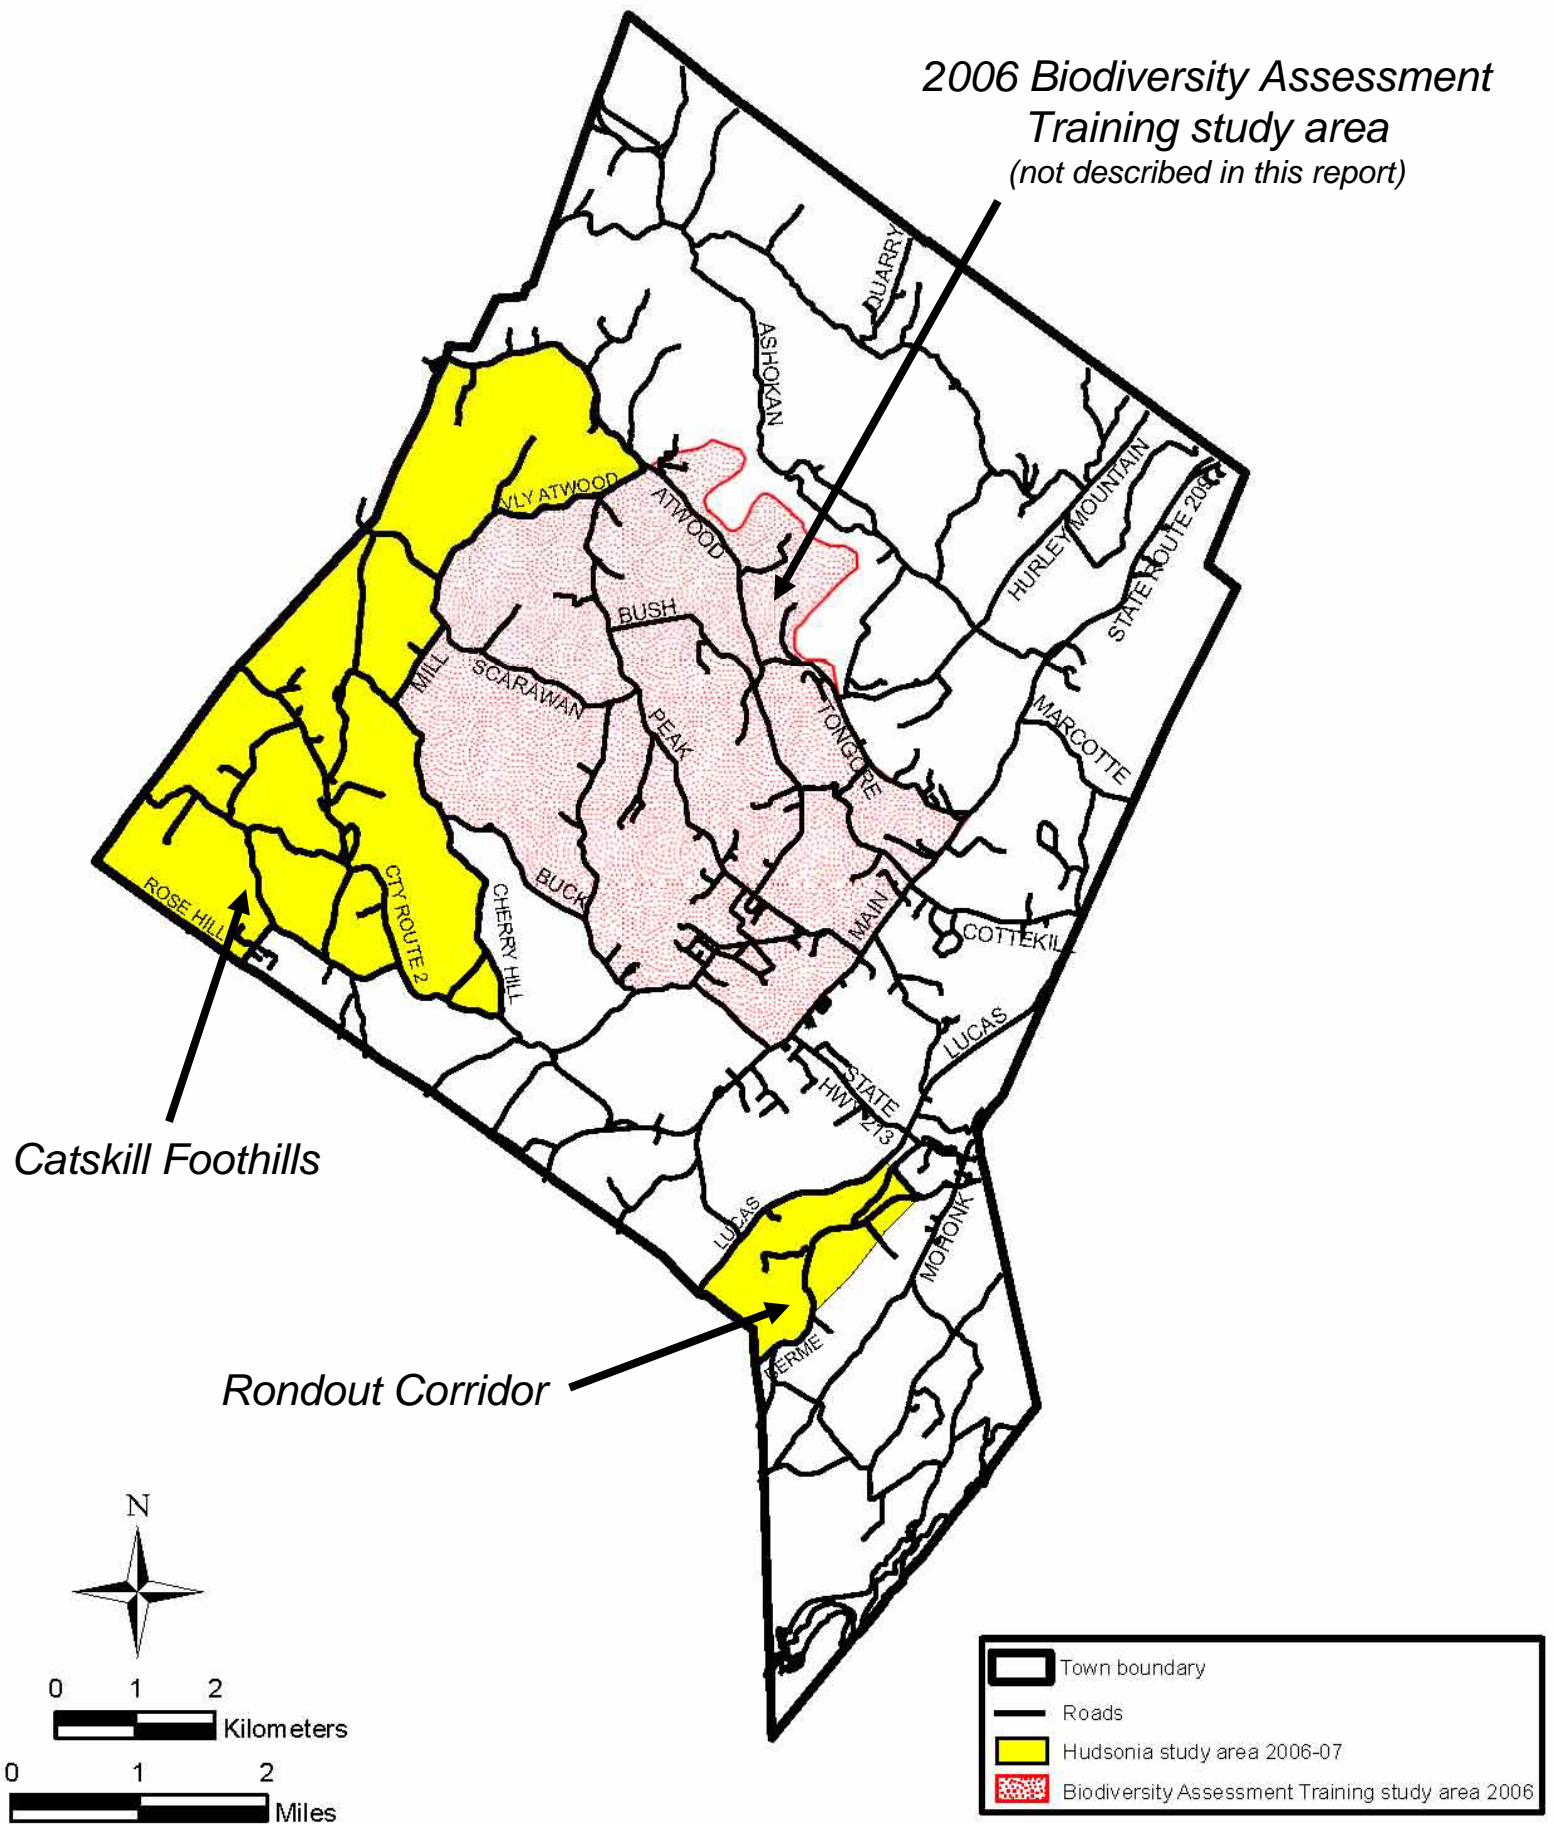 2006 Biodiversity Assessment
Training study area
(not described in this report)
QUARRY
ASHOKAN
HURLEY MOUNTAIN
STATE ROUTE 209
VLY ATWOOD
ATWOOD
BUSH
MILL
SCARAWAN
PEAK
TONGORE
MARCOTTE
ROSE HILL
CTY ROUTE 2
CHERRY HILL
BUCK
MAIN
COTTEKIL
LUCAS
STATE
HWY 213
Catskill Foothills
LUCAS
MOHONK
BERME
Rondout Corridor
N
0 1 2
Kilometers
0 1 2
Miles
Town boundary
Roads
Hudsonia study area 2006-07
Biodiversity Assessment Training study area 2006